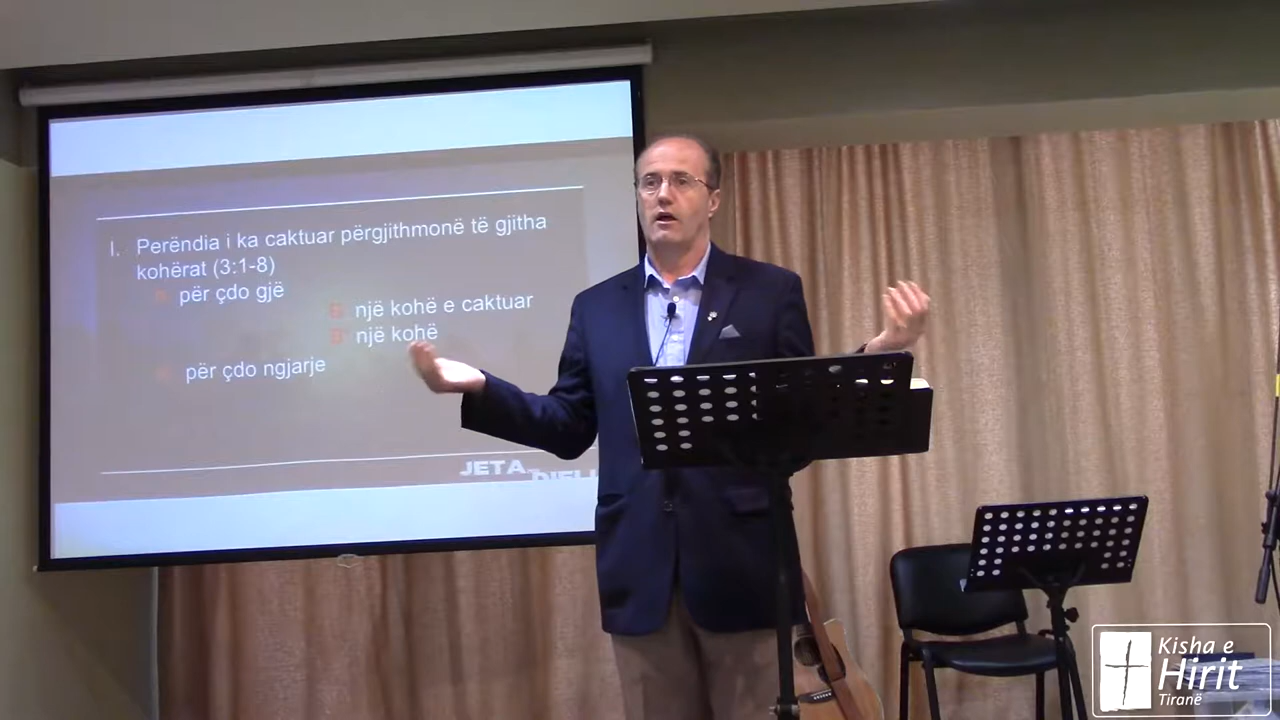 I. Perëndia i ka caktuar përgjithmonë të gjitha
kohërat (3:1-8)
për çdo gjë
një kohë e caktuar
një kohë
për çdo ngjarje
JETA
Kisha e
Hirit
Tiranë